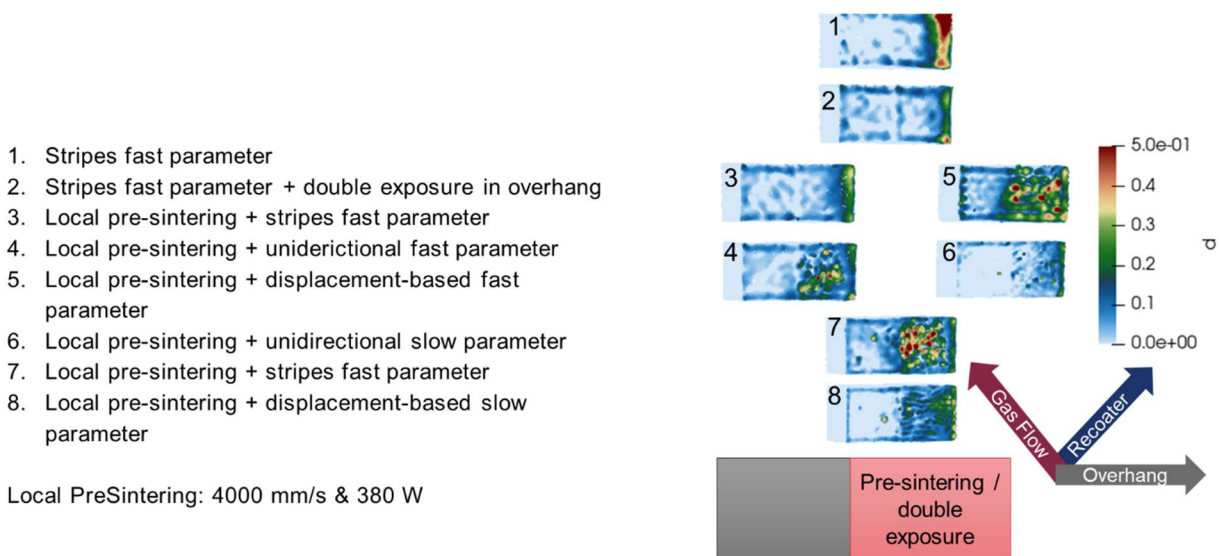 1. Stripes fast parameter
2. Stripes fast parameter + double exposure in overhang
3. Local pre-sintering + stripes fast parameter
4. Local pre-sintering + uniderictional fast parameter
5. Local pre-sintering + displacement-based fast
parameter
6. Local pre-sintering + unidirectional slow parameter
7. Local pre-sintering + stripes fast parameter
8. Local pre-sintering + displacement-based slow
parameter
Local PreSintering: 4000 mm/s & 380 W
1
2
3
4
5
6
7
8
5.0e-01
0.4
0.3
0.2
0.1
0.0e+00
d
Gas Flow
Recoater
Overhang
Pre-sintering /
double
exposure